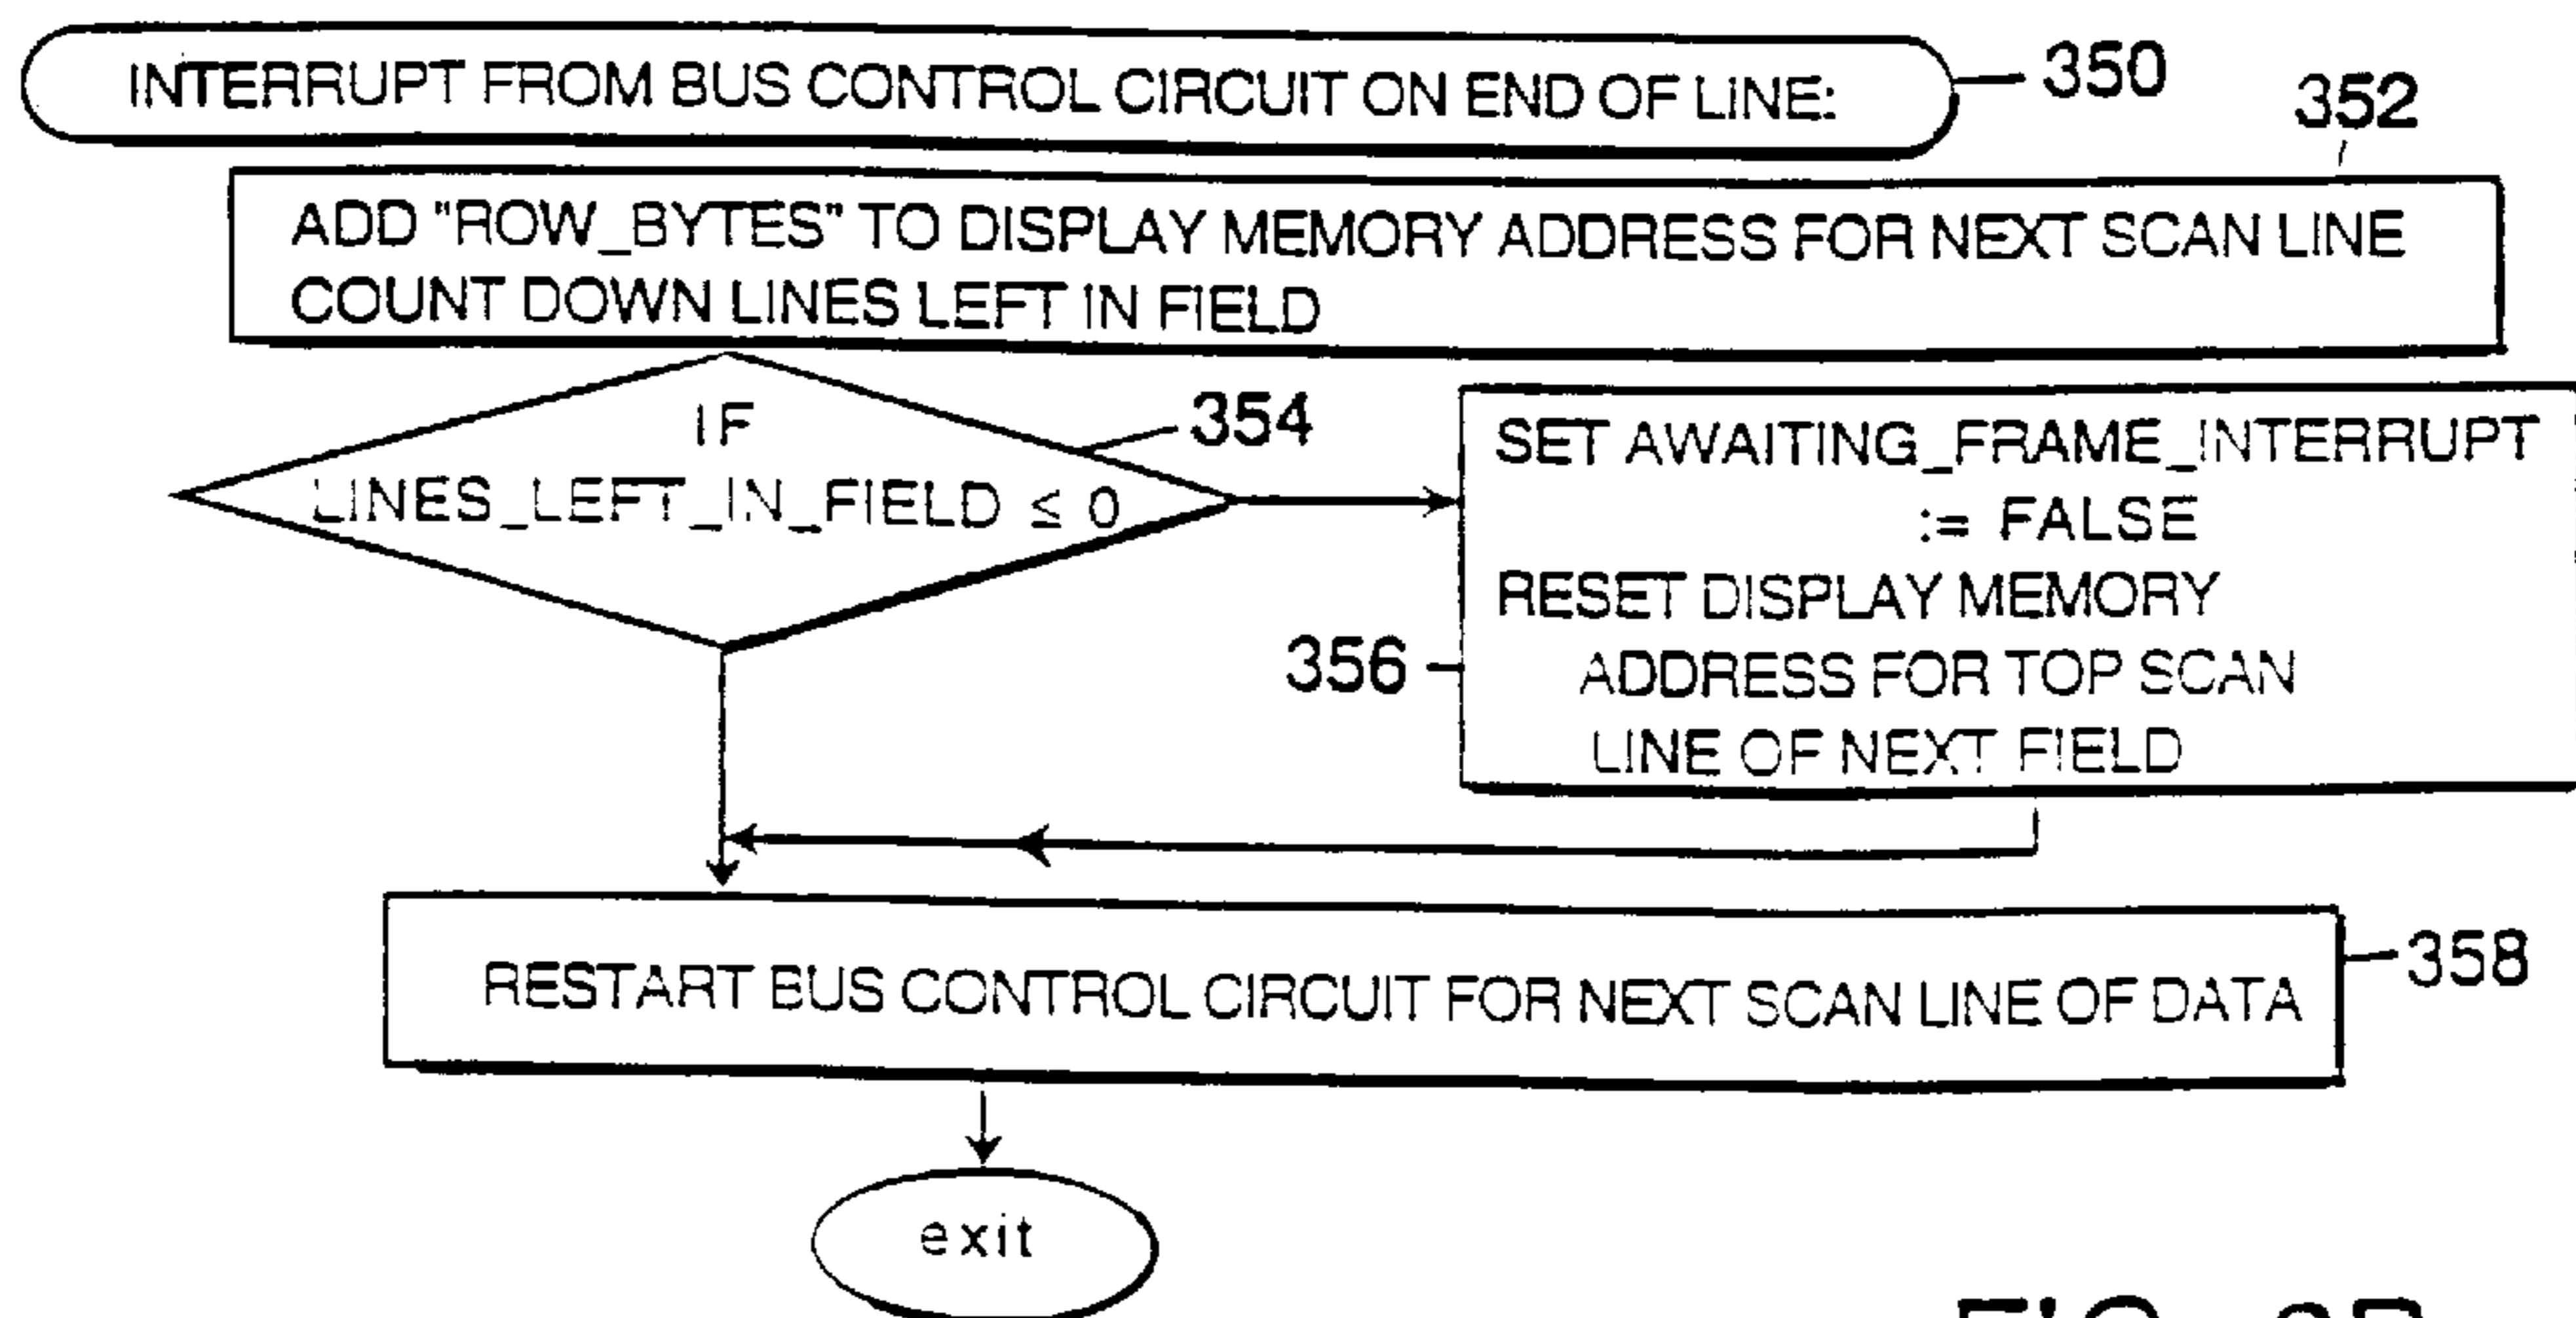 INTERRUPT FROM BUS CONTROL CIRCUIT ON END OF LINE:
350
352
ADD "ROW_BYTES" TO DISPLAY MEMORY ADDRESS FOR NEXT SCAN LINE
COUNT DOWN LINES LEFT IN FIELD
IF
LINES_LEFT_IN_FIELD ≤ 0
354
SET AWAITING_FRAME_INTERRUPT
:= FALSE
RESET DISPLAY MEMORY
ADDRESS FOR TOP SCAN
LINE OF NEXT FIELD
356
RESTART BUS CONTROL CIRCUIT FOR NEXT SCAN LINE OF DATA
358
exit